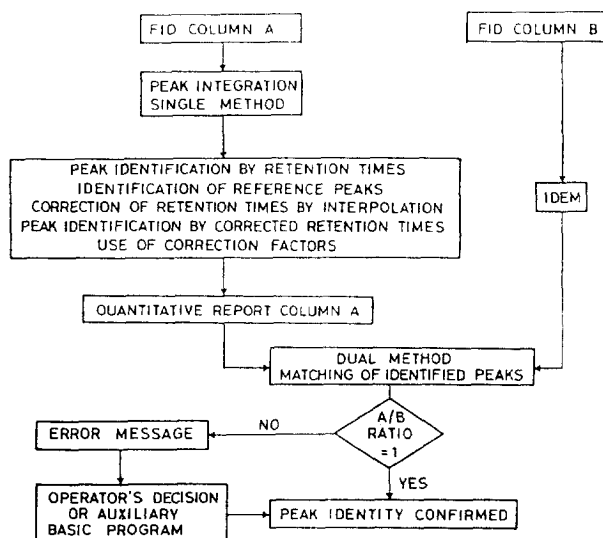 FID COLUMN A
FID COLUMN B
PEAK INTEGRATION
SINGLE METHOD
PEAK IDENTIFICATION BY RETENTION TIMES
IDENTIFICATION OF REFERENCE PEAKS
CORRECTION OF RETENTION TIMES BY INTERPOLATION
PEAK IDENTIFICATION BY CORRECTED RETENTION TIMES
USE OF CORRECTION FACTORS
IDEM
QUANTITATIVE REPORT COLUMN A
DUAL METHOD
MATCHING OF IDENTIFIED PEAKS
A/B
RATIO
=1
NO
ERROR MESSAGE
YES
OPERATOR'S DECISION
OR AUXILIARY
BASIC PROGRAM
PEAK IDENTITY CONFIRMED